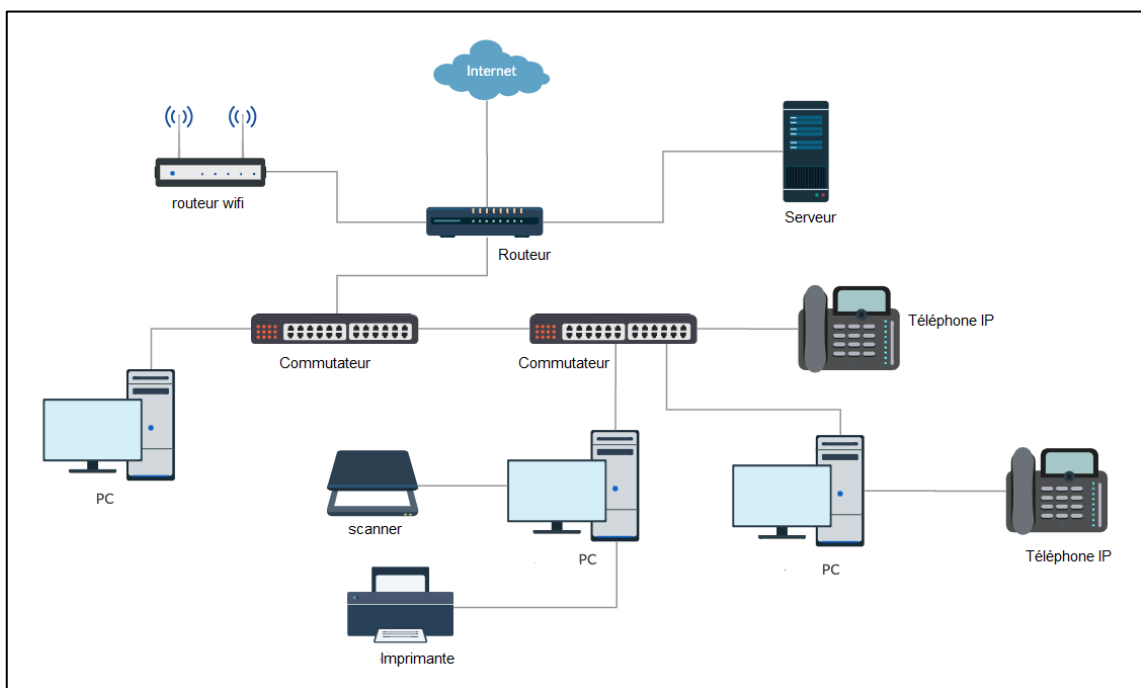 Internet
routeur wifi
Serveur
Routeur
Téléphone IP
Commutateur
Commutateur
PC
scanner
PC
PC
Téléphone IP
Imprimante